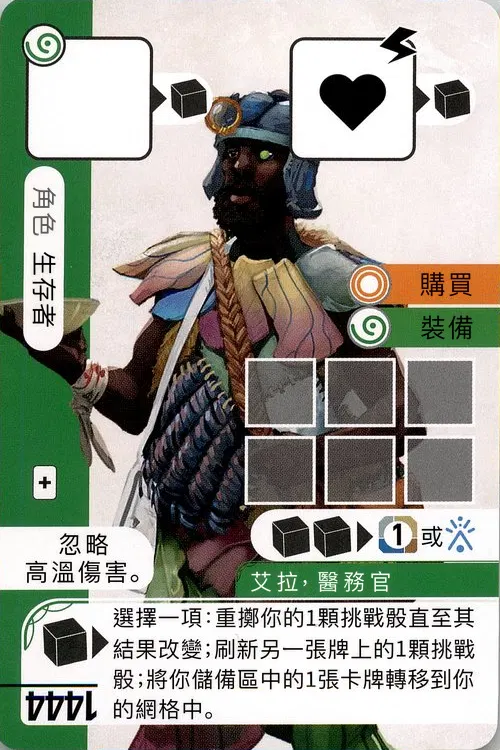 角色 生存者
購買
裝備
+
1 或
忽略
高溫傷害。
艾拉，醫務官
選擇一項：重擲你的1顆挑戰骰直至其
結果改變；刷新另一張牌上的1顆挑戰
骰；將你儲備區中的1張卡牌轉移到你
的網格中。
1444